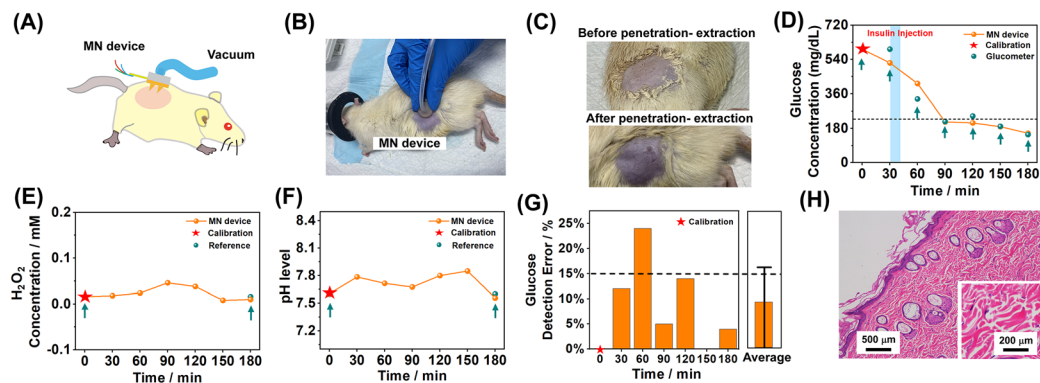 (A)
MN device
Vacuum
(B)
MN device
(C)
Before penetration- extraction
After penetration- extraction
(D)
Glucose
Concentration (mg/dL)
720
540
360
180
0
Insulin Injection
MN device
Calibration
Glucometer
0 30 60 90 120 150 180
Time / min
(E)
H₂O₂
Concentration / mM
0.2
0.1
0.0
-0.1
MN device
Calibration
Reference
0 30 60 90 120 150 180
Time / min
(F)
pH level
8.4
8.1
7.8
7.5
7.2
MN device
Calibration
Reference
0 30 60 90 120 150 180
Time / min
(G)
Glucose
Detection Error / %
25%
20%
15%
10%
5%
0%
Calibration
15%
0 30 60 90 120 150 180
Average
Time / min
(H)
500 μm
200 μm